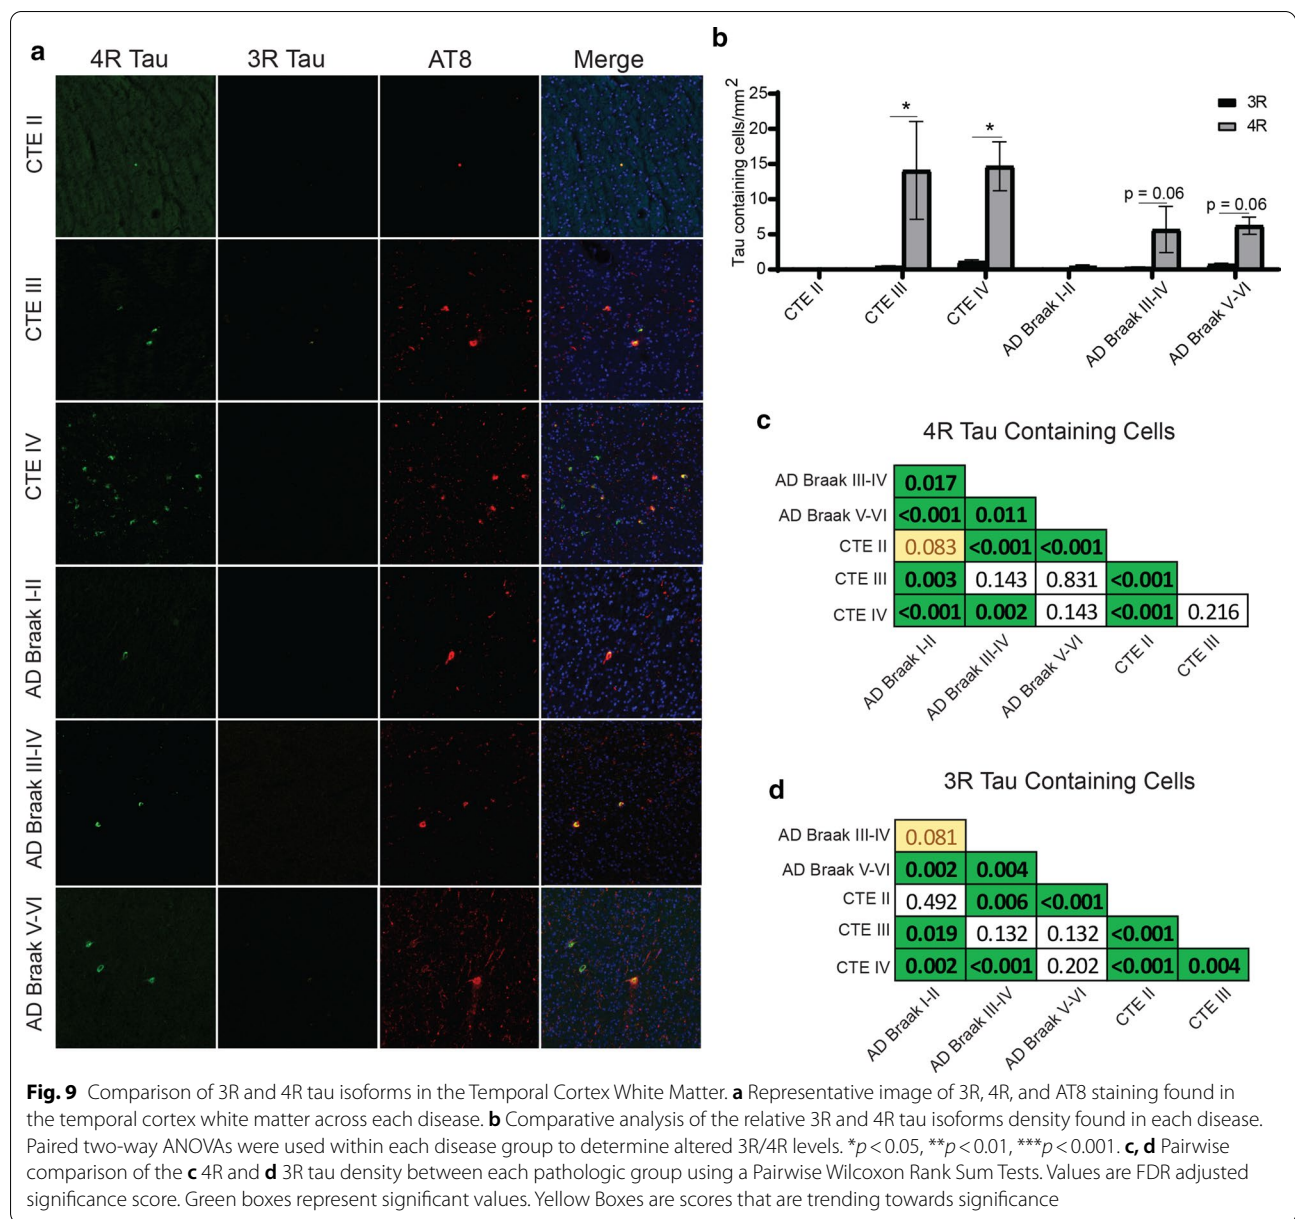 a
4R Tau 3R Tau AT8 Merge
CTE II
CTE III
CTE IV
AD Braak I-II
AD Braak III-IV
AD Braak V-VI
b
Tau containing cells/mm²
25
20
15
10
5
0
3R
4R
*
*
p = 0.06
p = 0.06
CTE II
CTE III
CTE IV
AD Braak I-II
AD Braak III-IV
AD Braak V-VI
c
4R Tau Containing Cells
AD Braak III-IV 0.017
AD Braak V-VI <0.001 0.011
CTE II 0.083 <0.001 <0.001
CTE III 0.003 0.143 0.831 <0.001
CTE IV <0.001 0.002 0.143 <0.001 0.216
AD Braak I-II
AD Braak III-IV
AD Braak V-VI
CTE II
CTE III
d
3R Tau Containing Cells
AD Braak III-IV 0.081
AD Braak V-VI 0.002 0.004
CTE II 0.492 0.006 <0.001
CTE III 0.019 0.132 0.132 <0.001
CTE IV 0.002 <0.001 0.202 <0.001 0.004
AD Braak I-II
AD Braak III-IV
AD Braak V-VI
CTE II
CTE III
Fig. 9 Comparison of 3R and 4R tau isoforms in the Temporal Cortex White Matter. a Representative image of 3R, 4R, and AT8 staining found in
the temporal cortex white matter across each disease. b Comparative analysis of the relative 3R and 4R tau isoforms density found in each disease.
Paired two-way ANOVAs were used within each disease group to determine altered 3R/4R levels. *p < 0.05, **p < 0.01, ***p < 0.001. c, d Pairwise
comparison of the c 4R and d 3R tau density between each pathologic group using a Pairwise Wilcoxon Rank Sum Tests. Values are FDR adjusted
significance score. Green boxes represent significant values. Yellow Boxes are scores that are trending towards significance